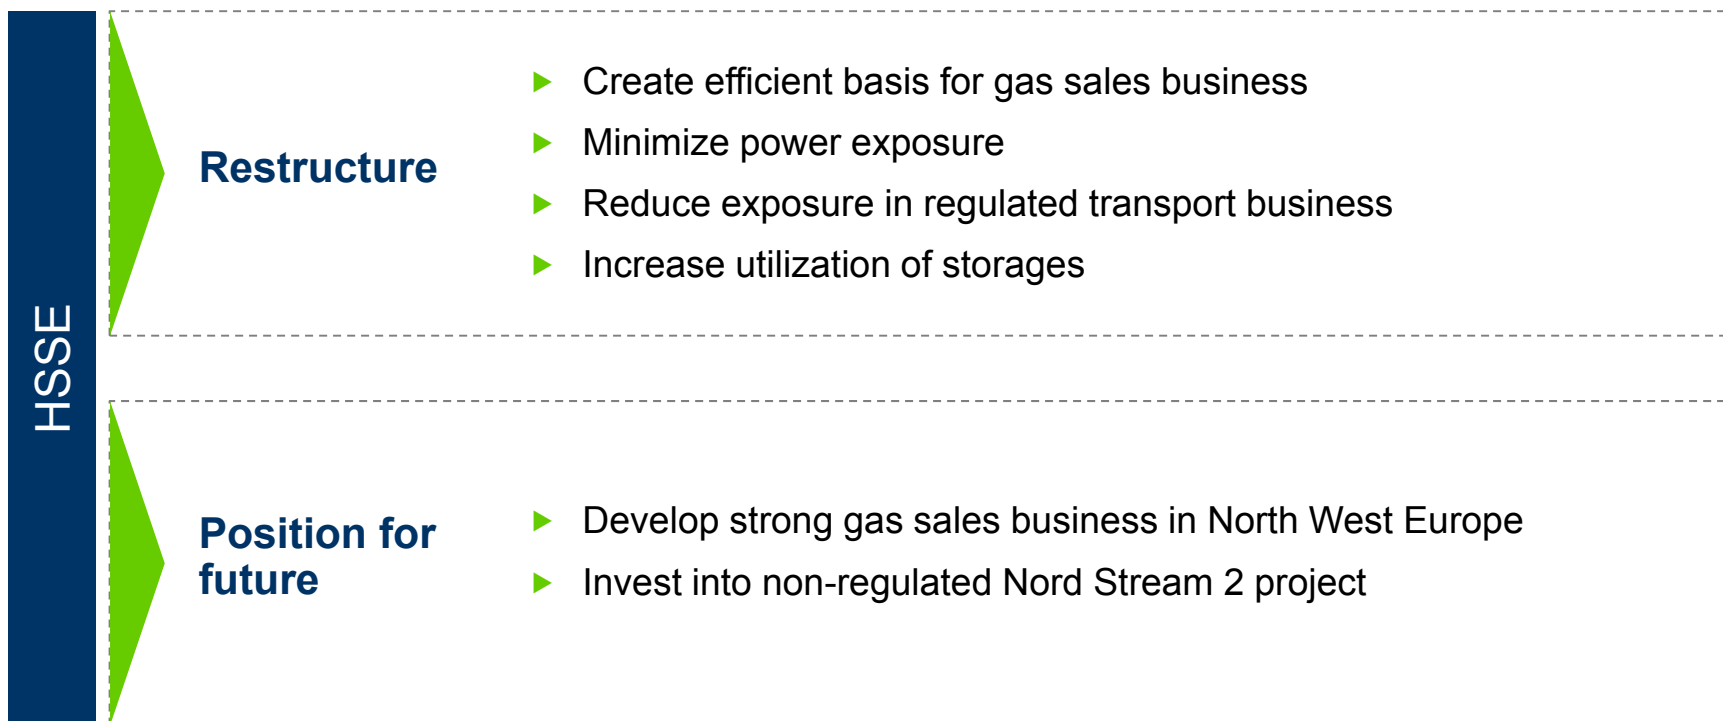 HSSE
Restructure
Create efficient basis for gas sales business
Minimize power exposure
Reduce exposure in regulated transport business
Increase utilization of storages
Position for
future
Develop strong gas sales business in North West Europe
Invest into non-regulated Nord Stream 2 project